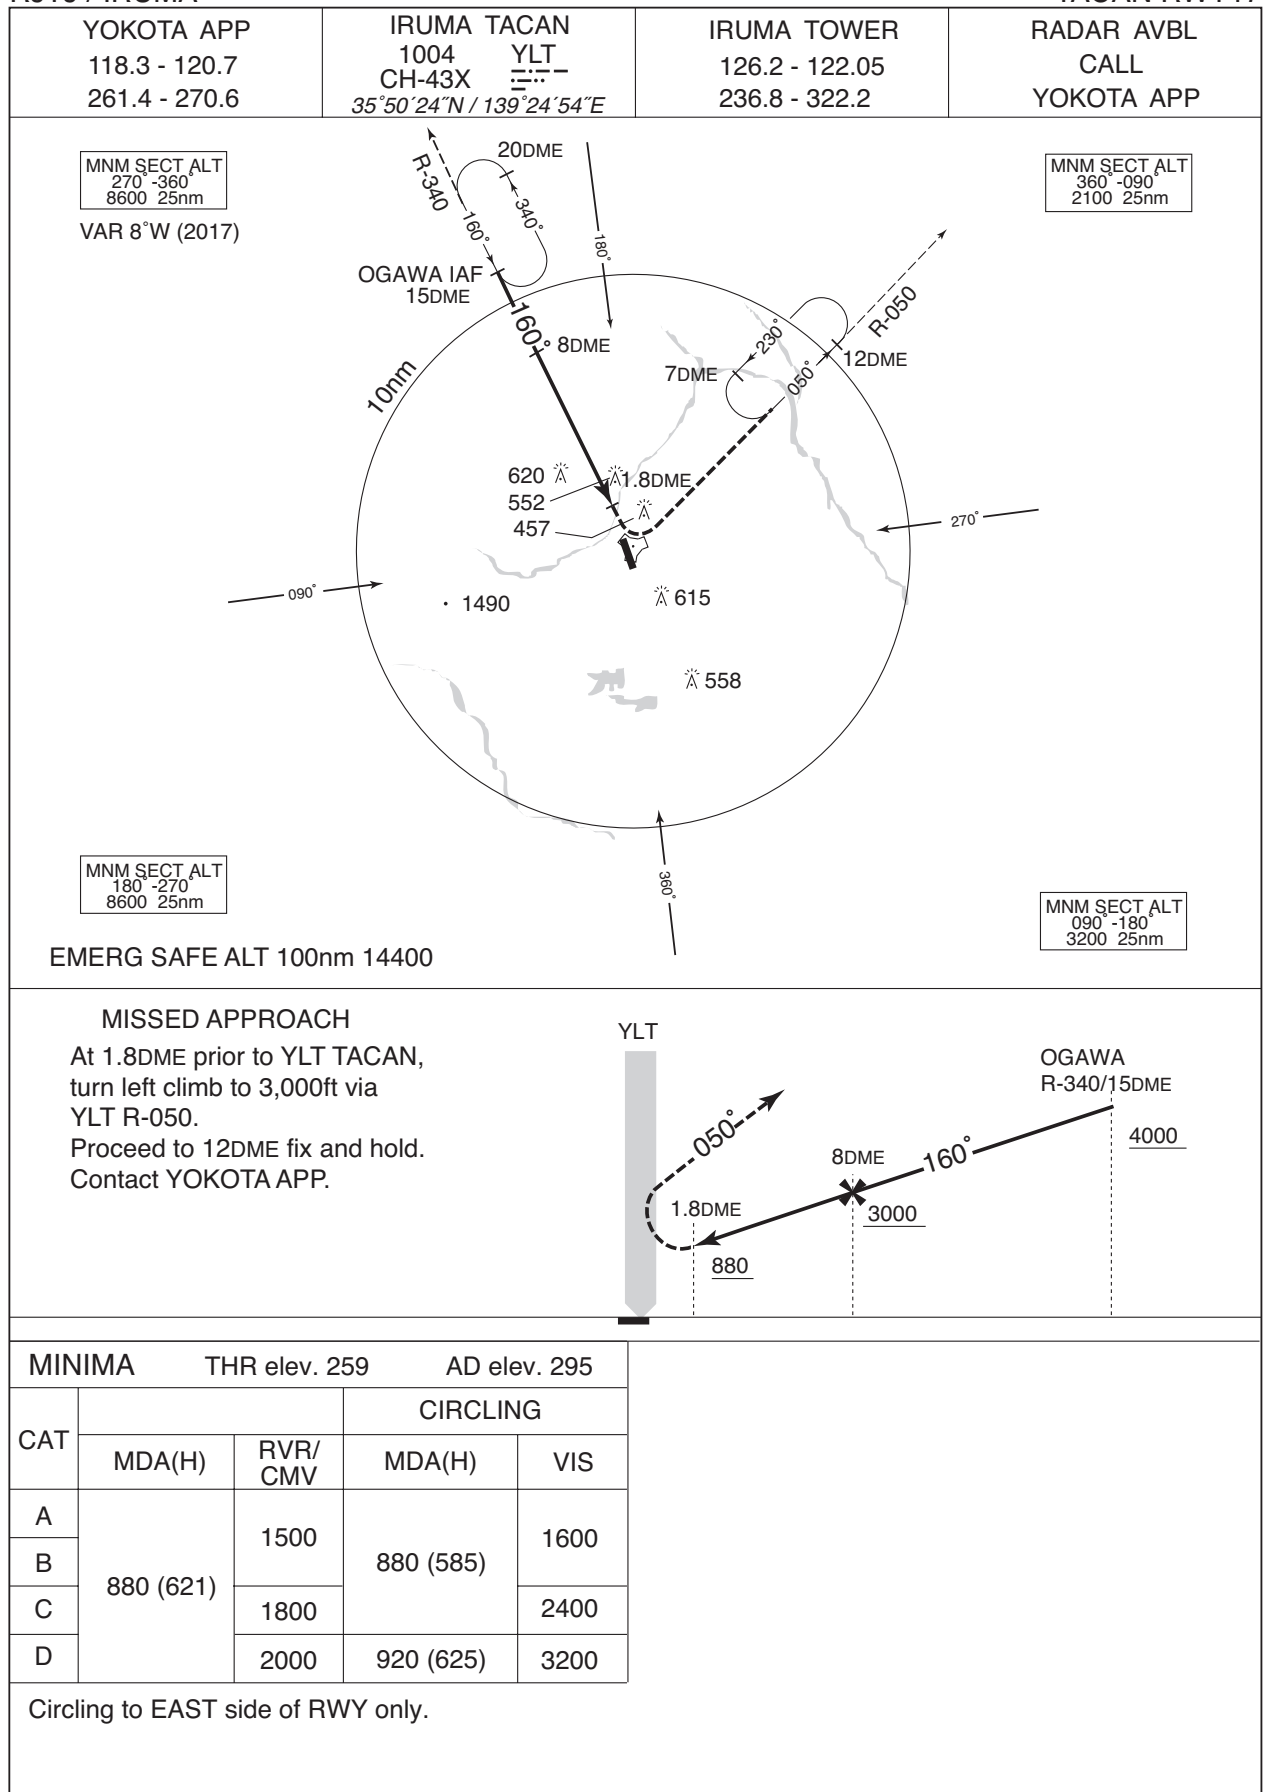 YOKOTA APP
118.3 - 120.7
261.4 - 270.6
IRUMA TACAN
1004 YLT
CH-43X
35°50´24˝N / 139°24´54˝E
IRUMA TOWER
126.2 - 122.05
236.8 - 322.2
RADAR AVBL
CALL
YOKOTA APP
MNM SECT ALT
270°-360°
8600 25nm
VAR 8°W (2017)
MNM SECT ALT
360°-090°
2100 25nm
R-340
20DME
160°
340°
180°
OGAWA IAF
15DME
160°
8DME
10nm
R-050
230°
7DME
050°
12DME
620
1.8DME
552
457
270°
090°
1490
615
558
360°
MNM SECT ALT
180°-270°
8600 25nm
MNM SECT ALT
090°-180°
3200 25nm
EMERG SAFE ALT 100nm 14400
MISSED APPROACH
At 1.8DME prior to YLT TACAN,
turn left climb to 3,000ft via
YLT R-050.
Proceed to 12DME fix and hold.
Contact YOKOTA APP.
YLT
OGAWA
R-340/15DME
050°
4000
8DME
160°
1.8DME
3000
880
MINIMA THR elev. 259 AD elev. 295
CAT
CIRCLING
MDA(H)
RVR/
CMV
MDA(H)
VIS
A
B
C
D
880 (621)
1500
1800
2000
880 (585)
920 (625)
1600
2400
3200
Circling to EAST side of RWY only.